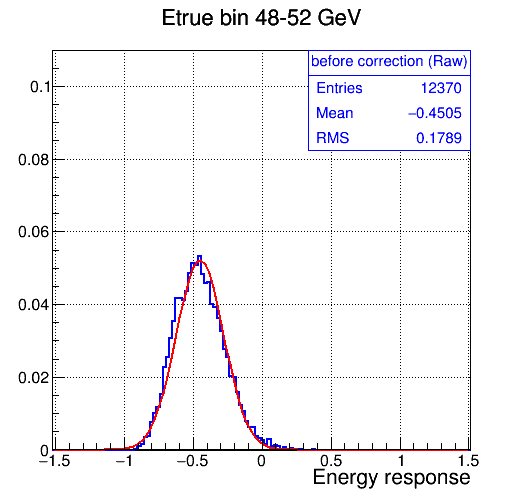 Etrue bin 48-52 GeV
before correction (Raw)
Entries 12370
Mean −0.4505
RMS 0.1789
0.1
0.08
0.06
0.04
0.02
0
−1.5 −1 −0.5 0 0.5 1 1.5
Energy response